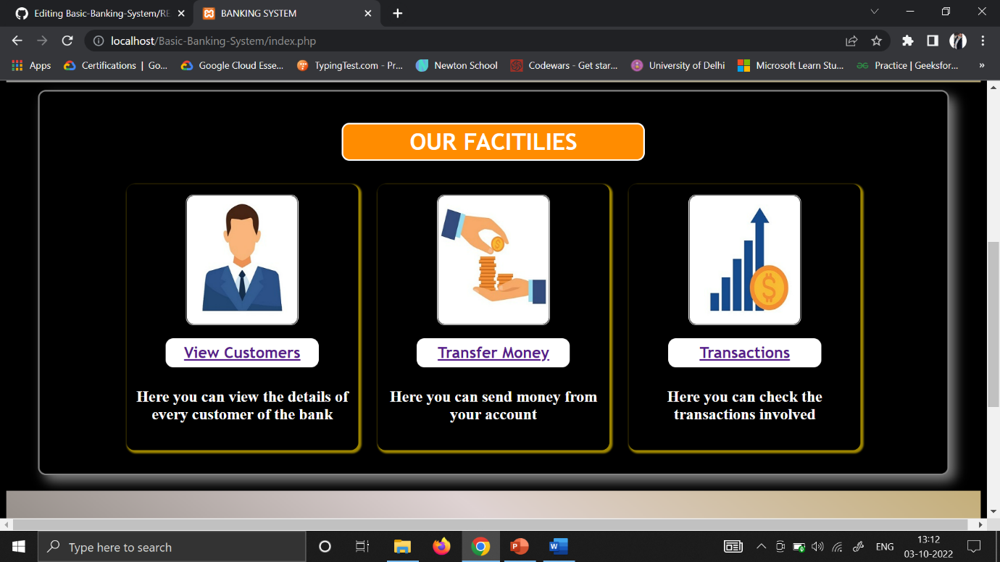 Editing Basic-Banking-System/RE
BANKING SYSTEM
localhost/Basic-Banking-System/index.php
Apps
Certifications | Go...
Google Cloud Esse...
TypingTest.com - Pr...
Newton School
Codewars - Get star...
University of Delhi
Microsoft Learn Stu...
Practice | Geeksfor...
»
OUR FACITILIES
View Customers
Here you can view the details of
every customer of the bank
Transfer Money
Here you can send money from
your account
Transactions
Here you can check the
transactions involved
Type here to search
ENG
13:12
03-10-2022